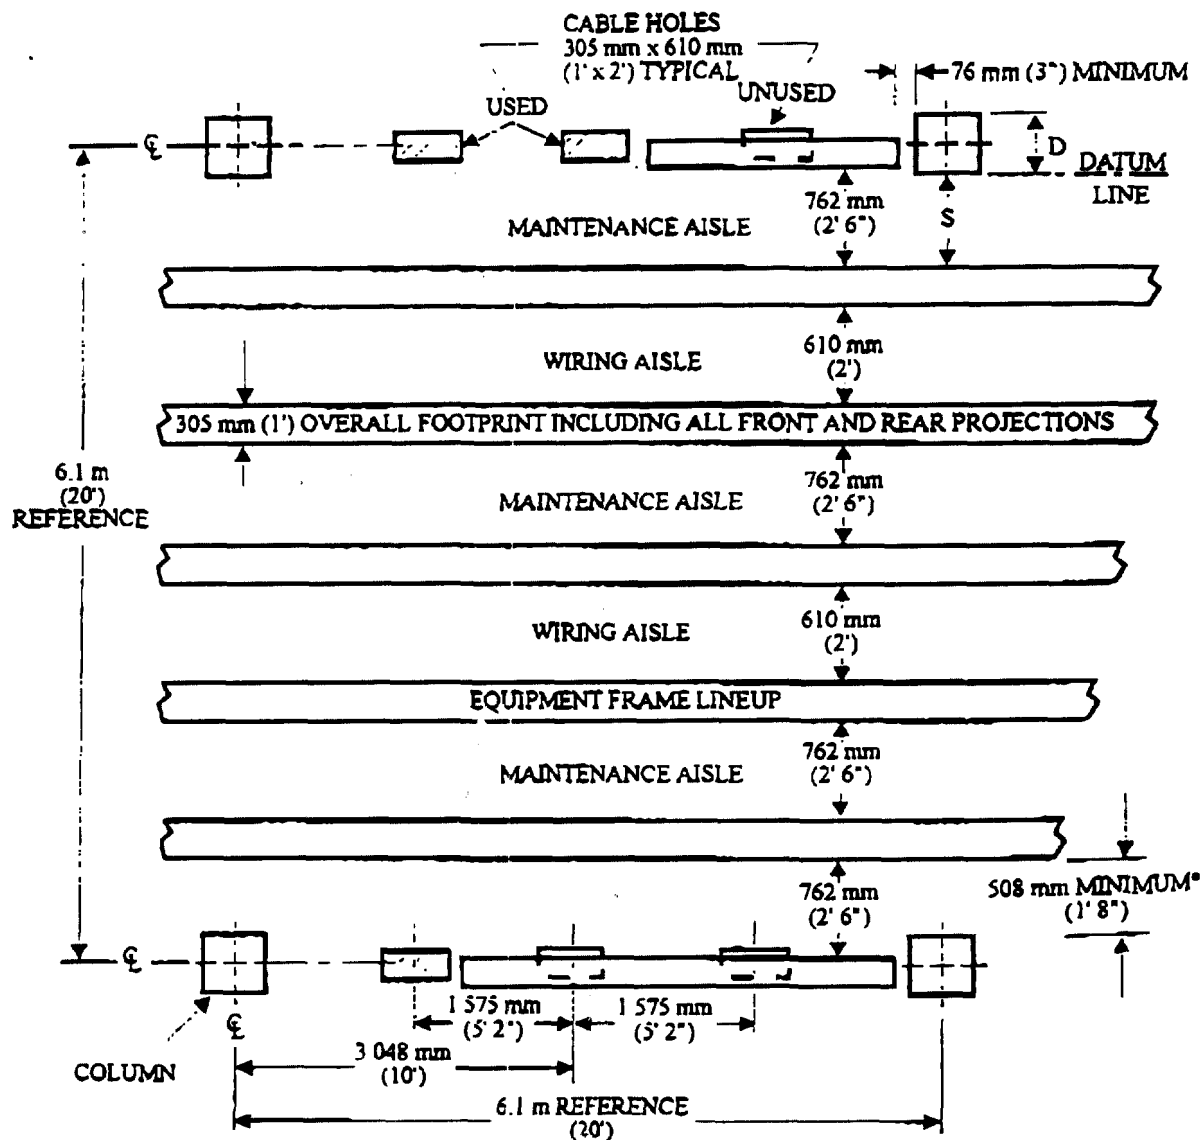 CABLE HOLES
305 mm x 610 mm
(1' x 2') TYPICAL
76 mm (3") MINIMUM
USED
UNUSED
℄
D
DATUM
LINE
762 mm
(2' 6")
S
MAINTENANCE AISLE
WIRING AISLE
610 mm
(2')
305 mm (1') OVERALL FOOTPRINT INCLUDING ALL FRONT AND REAR PROJECTIONS
6.1 m
(20')
REFERENCE
762 mm
(2' 6")
MAINTENANCE AISLE
WIRING AISLE
610 mm
(2')
EQUIPMENT FRAME LINEUP
762 mm
(2' 6")
MAINTENANCE AISLE
762 mm
(2' 6")
508 mm MINIMUM*
(1' 8")
℄
1 575 mm
(5' 2")
1 575 mm
(5' 2")
℄
COLUMN
3 048 mm
(10')
6.1 m REFERENCE
(20')